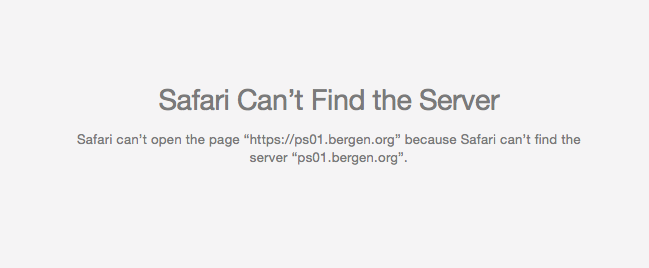 Safari Can’t Find the Server
Safari can’t open the page “https://ps01.bergen.org” because Safari can’t find the
server “ps01.bergen.org”.